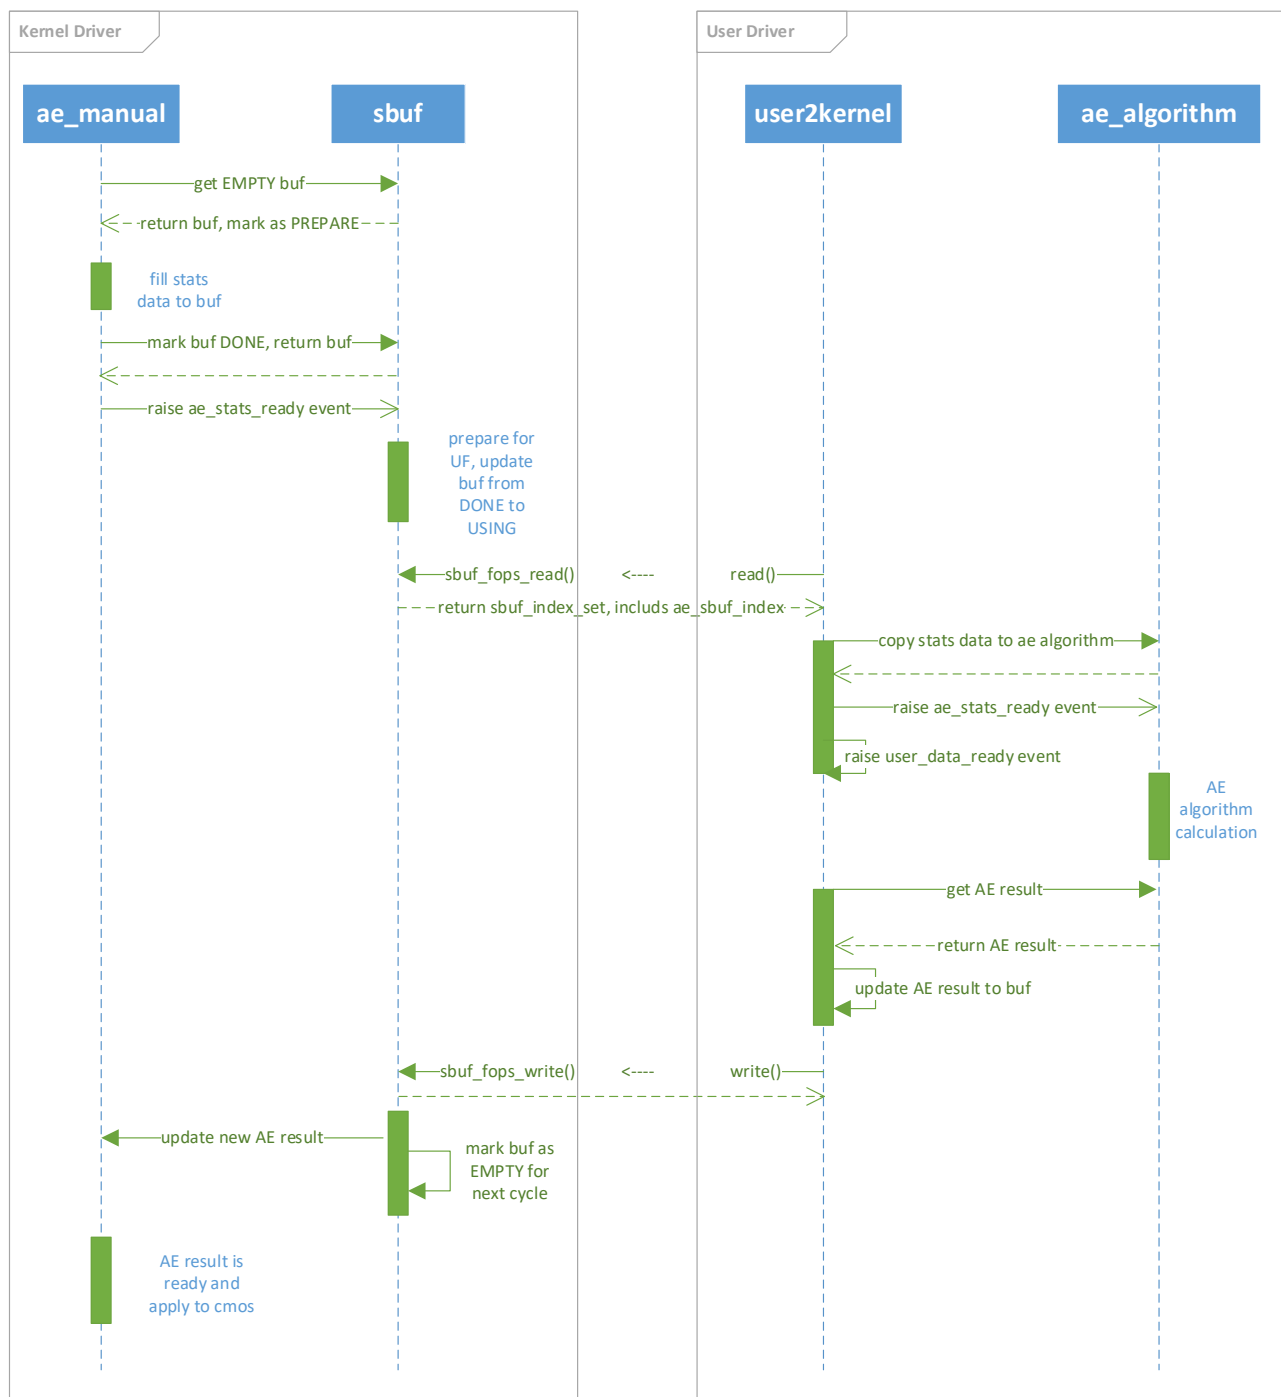 Kernel Driver
User Driver
ae_manual
sbuf
user2kernel
ae_algorithm
get EMPTY buf
return buf, mark as PREPARE
fill stats
data to buf
mark buf DONE, return buf
raise ae_stats_ready event
prepare for
UF, update
buf from
DONE to
USING
sbuf_fops_read() <---- read()
return sbuf_index_set, includs ae_sbuf_index
copy stats data to ae algorithm
raise ae_stats_ready event
raise user_data_ready event
AE
algorithm
calculation
get AE result
return AE result
update AE result to buf
sbuf_fops_write() <---- write()
update new AE result
mark buf as
EMPTY for
next cycle
AE result is
ready and
apply to cmos